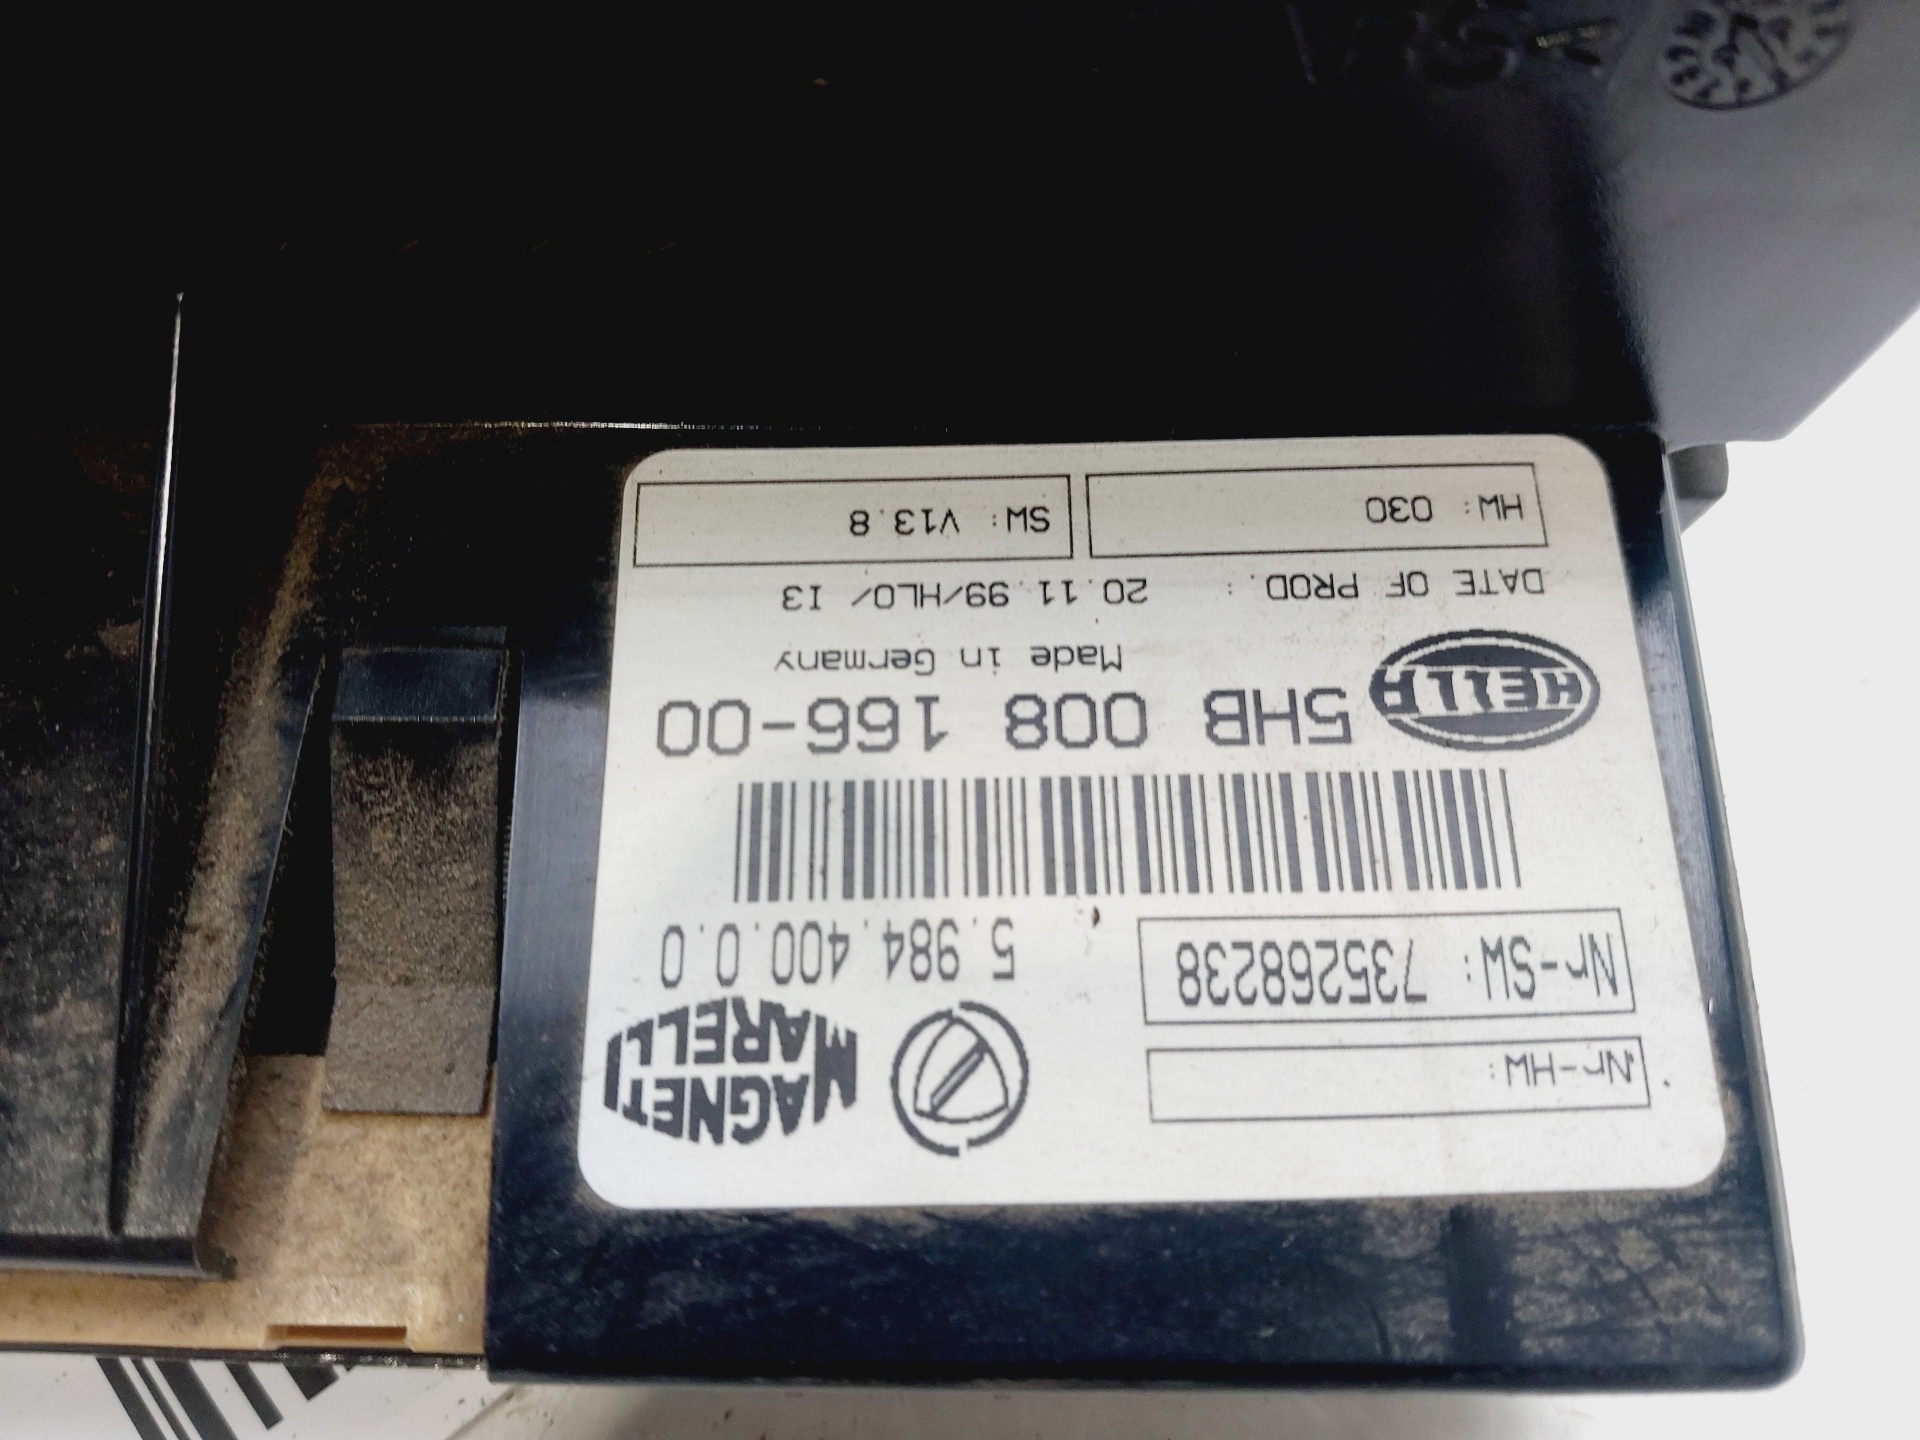 Nr-HW:
MAGNETI
MARELLI
Nr-SW: 735268238
5.984.400.0.0
HELLA 5HB 008 166-00
Made in Germany
DATE OF PROD.: 20.11.99/HLO/ I3
HW: 030 SW: V13.8